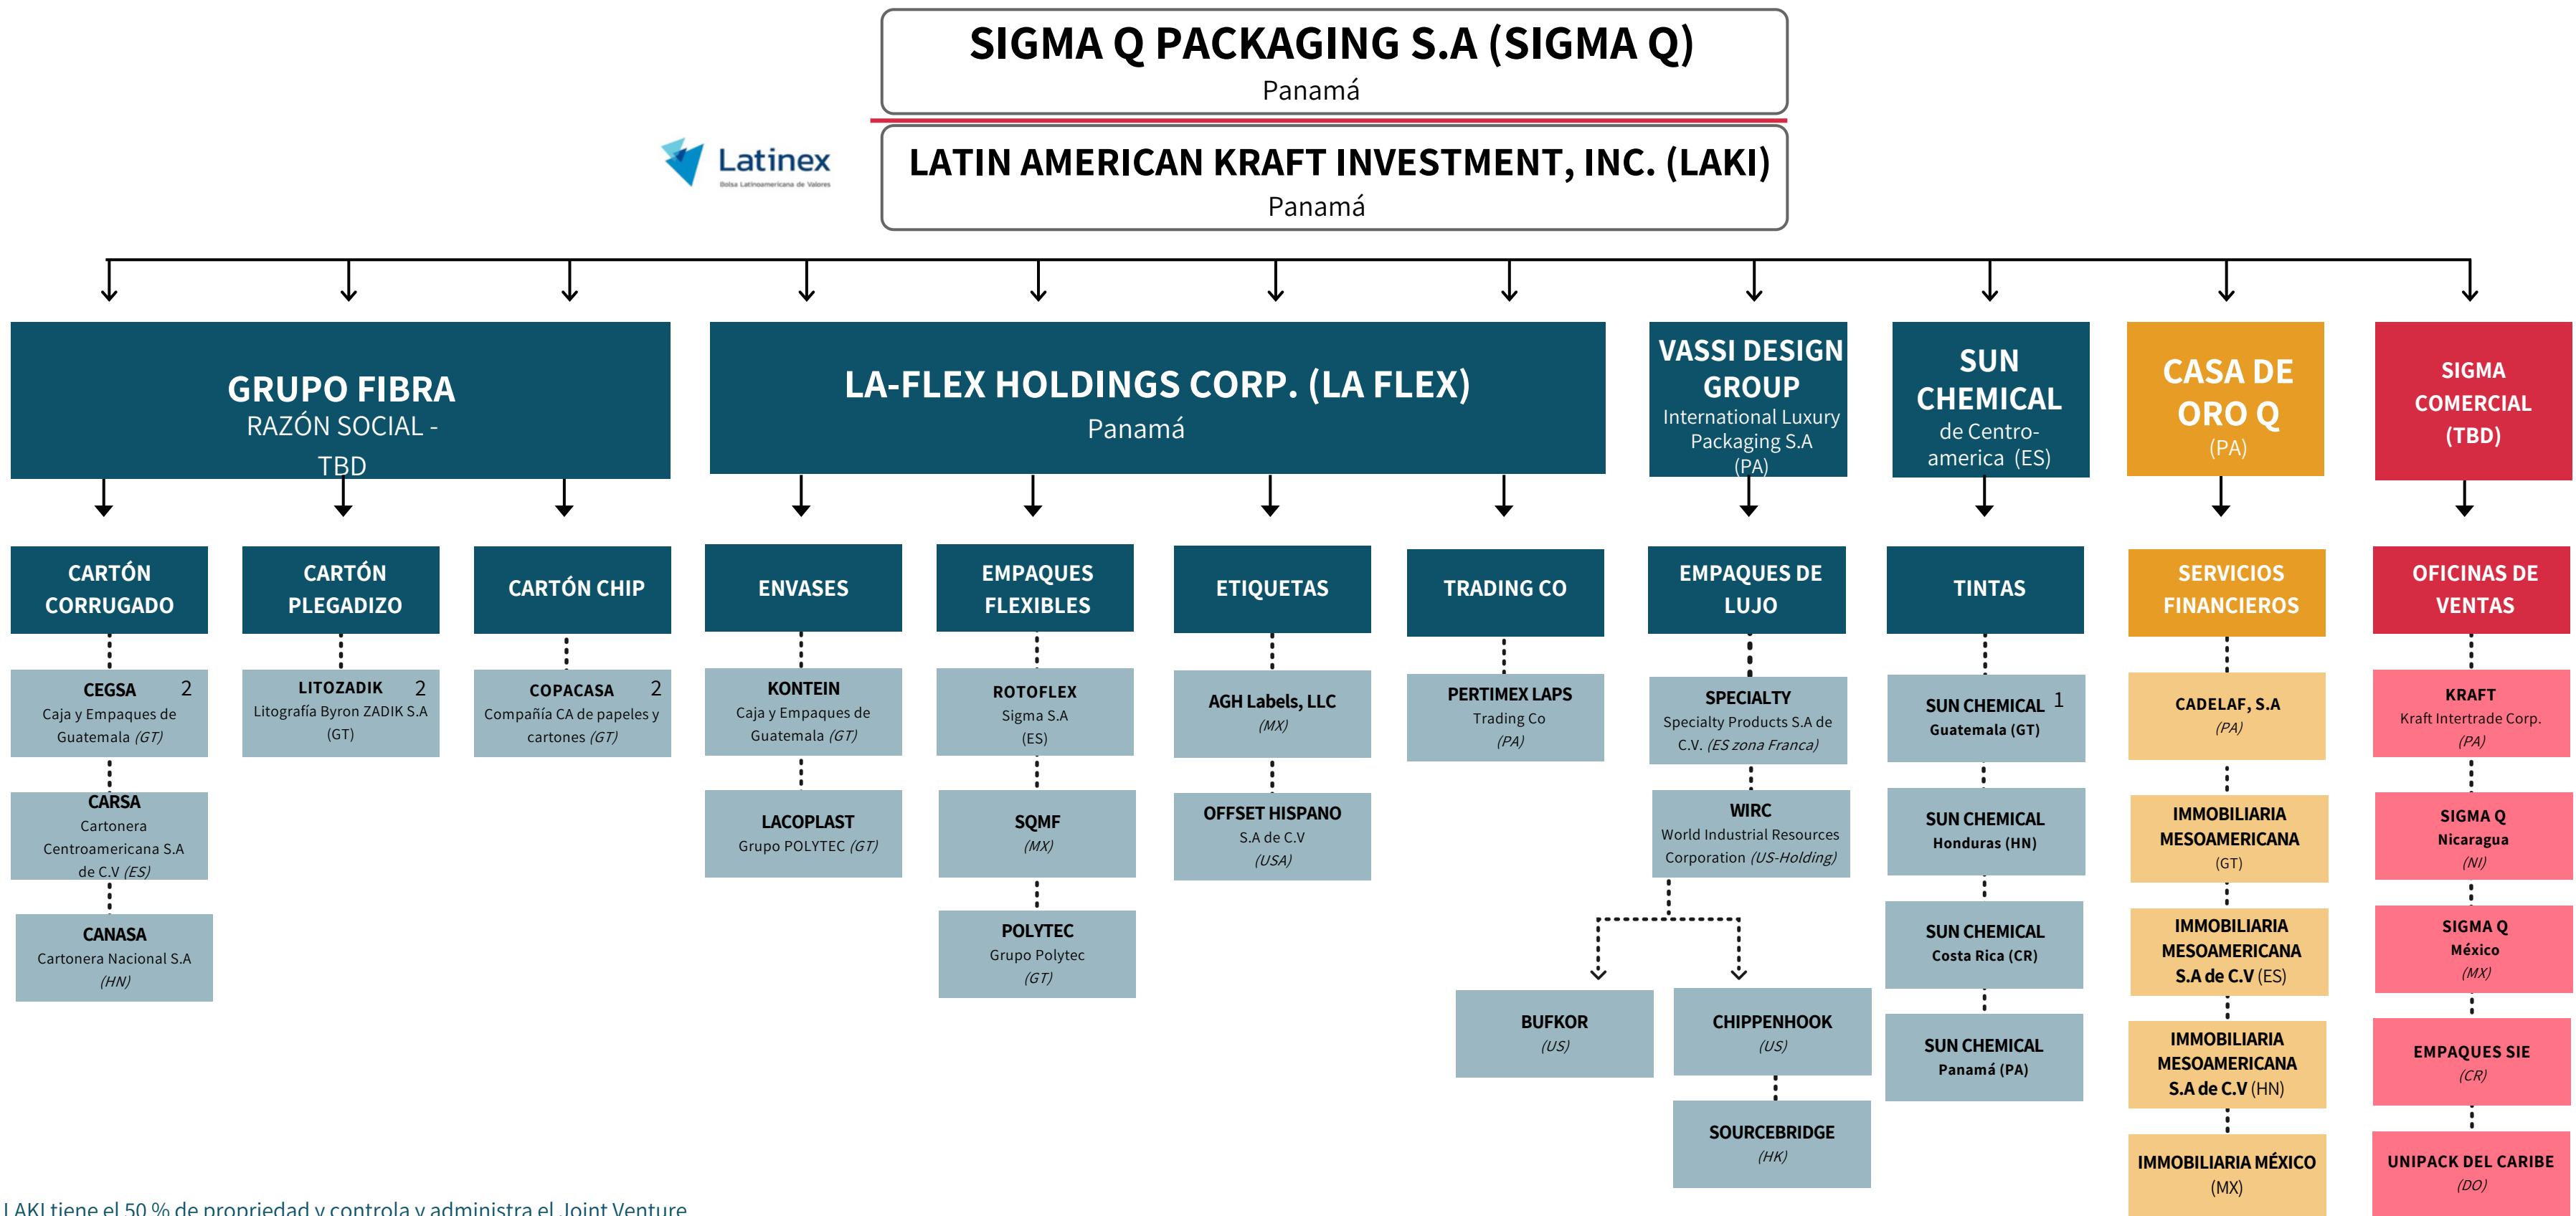 SIGMA Q PACKAGING S.A (SIGMA Q)
Panamá
Latinex
Bolsa Latinoamericana de Valores
LATIN AMERICAN KRAFT INVESTMENT, INC. (LAKI)
Panamá
GRUPO FIBRA
RAZÓN SOCIAL -
TBD
LA-FLEX HOLDINGS CORP. (LA FLEX)
Panamá
VASSI DESIGN
GROUP
International Luxury
Packaging S.A
(PA)
SUN
CHEMICAL
de Centro-
america (ES)
CASA DE
ORO Q
(PA)
SIGMA
COMERCIAL
(TBD)
CARTÓN
CORRUGADO
CARTÓN
PLEGADIZO
CARTÓN CHIP
ENVASES
EMPAQUES
FLEXIBLES
ETIQUETAS
TRADING CO
EMPAQUES DE
LUJO
TINTAS
SERVICIOS
FINANCIEROS
OFICINAS DE
VENTAS
CEGSA 2
Caja y Empaques de
Guatemala (GT)
CARSA
Cartonera
Centroamericana S.A
de C.V (ES)
CANASA
Cartonera Nacional S.A
(HN)
LITOZADIK 2
Litografía Byron ZADIK S.A
(GT)
COPACASA 2
Compañía CA de papeles y
cartones (GT)
KONTEIN
Caja y Empaques de
Guatemala (GT)
LACOPLAST
Grupo POLYTEC (GT)
ROTOFLEX
Sigma S.A
(ES)
SQMF
(MX)
POLYTEC
Grupo Polytec
(GT)
AGH Labels, LLC
(MX)
OFFSET HISPANO
S.A de C.V
(USA)
PERTIMEX LAPS
Trading Co
(PA)
SPECIALTY
Specialty Products S.A de
C.V. (ES zona Franca)
WIRC
World Industrial Resources
Corporation (US-Holding)
BUFKOR
(US)
CHIPPENHOOK
(US)
SOURCEBRIDGE
(HK)
SUN CHEMICAL 1
Guatemala (GT)
SUN CHEMICAL
Honduras (HN)
SUN CHEMICAL
Costa Rica (CR)
SUN CHEMICAL
Panamá (PA)
CADELAF, S.A
(PA)
IMMOBILIARIA
MESOAMERICANA
(GT)
IMMOBILIARIA
MESOAMERICANA
S.A de C.V (ES)
IMMOBILIARIA
MESOAMERICANA
S.A de C.V (HN)
IMMOBILIARIA MÉXICO
(MX)
KRAFT
Kraft Intertrade Corp.
(PA)
SIGMA Q
Nicaragua
(NI)
SIGMA Q
México
(MX)
EMPAQUES SIE
(CR)
UNIPACK DEL CARIBE
(DO)
LAKI tiene el 50 % de propriedad y controla y administra el Joint Venture